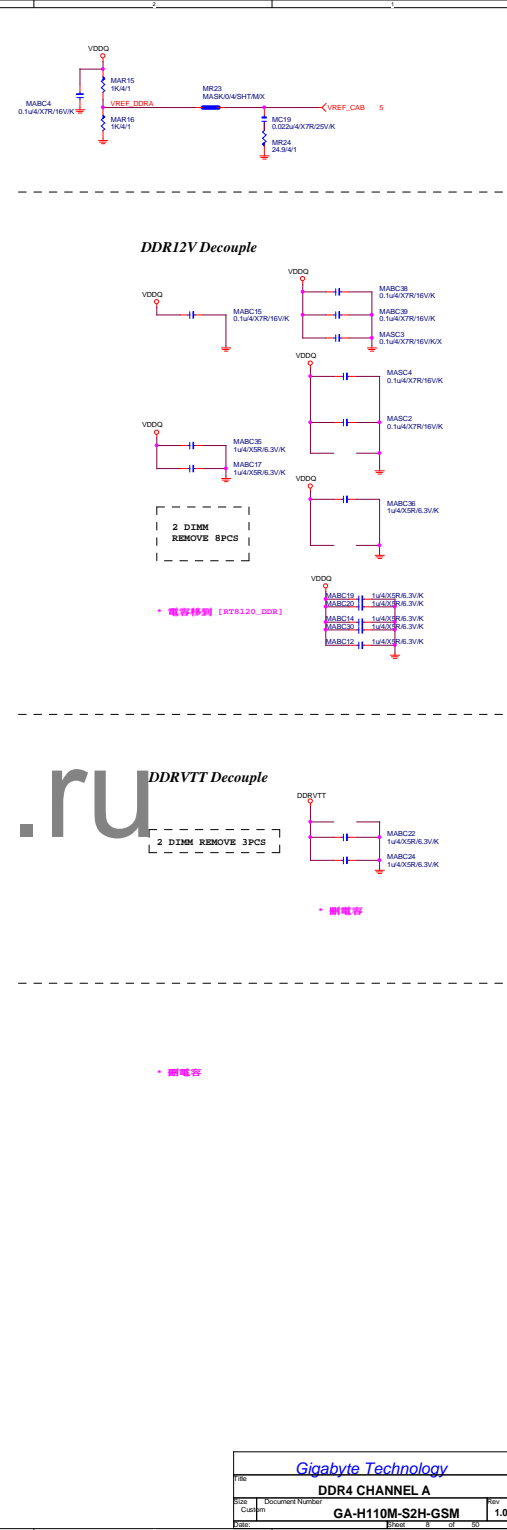 2
1
VDDQ
MABC4
0.1u/4/X7R/16V/K
MAR15
1K/4/1
VREF_DDRA
MAR16
1K/4/1
MR23
MASK/0/4/SHT/M/X
VREF_CAB 5
MC19
0.022u/4/X7R/25V/K
MR24
24.9/4/1
DDR12V Decouple
VDDQ
MABC15
0.1u/4/X7R/16V/K
VDDQ
MABC38
0.1u/4/X7R/16V/K
MABC39
0.1u/4/X7R/16V/K
MASC3
0.1u/4/X7R/16V/K/X
VDDQ
MASC4
0.1u/4/X7R/16V/K
MASC2
0.1u/4/X7R/16V/K
VDDQ
MABC35
1u/4/X5R/6.3V/K
MABC17
1u/4/X5R/6.3V/K
VDDQ
MABC36
1u/4/X5R/6.3V/K
2 DIMM
REMOVE 8PCS
VDDQ
MABC19 1u/4/X5R/6.3V/K
MABC20 1u/4/X5R/6.3V/K
MABC14 1u/4/X5R/6.3V/K
MABC30 1u/4/X5R/6.3V/K
MABC12 1u/4/X5R/6.3V/K
* 電容移到 [RT8120_DDR]
.ru
DDRVTT Decouple
2 DIMM REMOVE 3PCS
DDRVTT
MABC22
1u/4/X5R/6.3V/K
MABC24
1u/4/X5R/6.3V/K
* 刪電容
* 刪電容
Gigabyte Technology
Title
DDR4 CHANNEL A
Size
Custom
Document Number
GA-H110M-S2H-GSM
Rev
1.0
Date:
Sheet 8 of 50